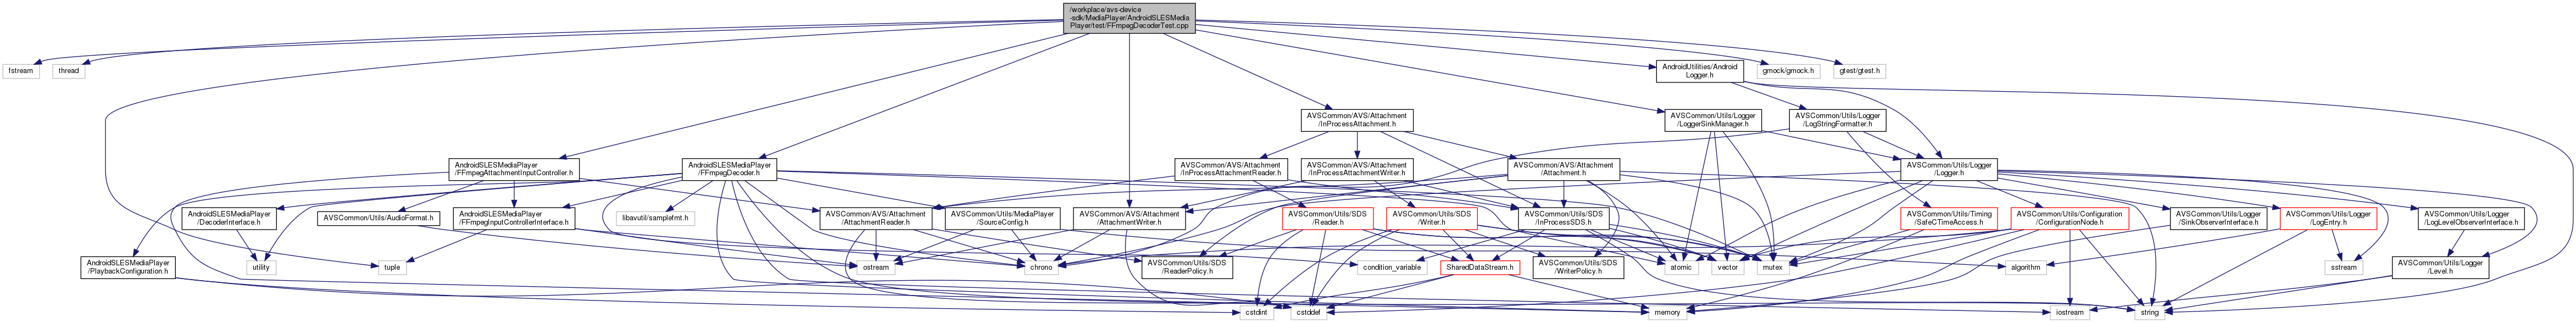 /workplace/avs-device
-sdk/MediaPlayer/AndroidSLESMedia
Player/test/FFmpegDecoderTest.cpp
fstream
thread
AndroidUtilities/Android
Logger.h
gmock/gmock.h
gtest/gtest.h
AVSCommon/AVS/Attachment
/InProcessAttachment.h
AVSCommon/Utils/Logger
/LoggerSinkManager.h
AVSCommon/Utils/Logger
/LogStringFormatter.h
AndroidSLESMediaPlayer
/FFmpegAttachmentInputController.h
AndroidSLESMediaPlayer
/FFmpegDecoder.h
AVSCommon/AVS/Attachment
/InProcessAttachmentReader.h
AVSCommon/AVS/Attachment
/InProcessAttachmentWriter.h
AVSCommon/AVS/Attachment
/Attachment.h
AVSCommon/Utils/Logger
/Logger.h
AndroidSLESMediaPlayer
/DecoderInterface.h
AVSCommon/Utils/AudioFormat.h
AndroidSLESMediaPlayer
/FFmpegInputControllerInterface.h
libavutil/samplefmt.h
AVSCommon/AVS/Attachment
/AttachmentReader.h
AVSCommon/Utils/MediaPlayer
/SourceConfig.h
AVSCommon/AVS/Attachment
/AttachmentWriter.h
AVSCommon/Utils/SDS
/Reader.h
AVSCommon/Utils/SDS
/Writer.h
AVSCommon/Utils/SDS
/InProcessSDS.h
AVSCommon/Utils/Timing
/SafeCTimeAccess.h
AVSCommon/Utils/Configuration
/ConfigurationNode.h
AVSCommon/Utils/Logger
/SinkObserverInterface.h
AVSCommon/Utils/Logger
/LogEntry.h
AVSCommon/Utils/Logger
/LogLevelObserverInterface.h
AndroidSLESMediaPlayer
/PlaybackConfiguration.h
utility
tuple
ostream
chrono
AVSCommon/Utils/SDS
/ReaderPolicy.h
condition_variable
SharedDataStream.h
AVSCommon/Utils/SDS
/WriterPolicy.h
atomic
vector
mutex
algorithm
sstream
AVSCommon/Utils/Logger
/Level.h
cstdint
cstddef
memory
iostream
string